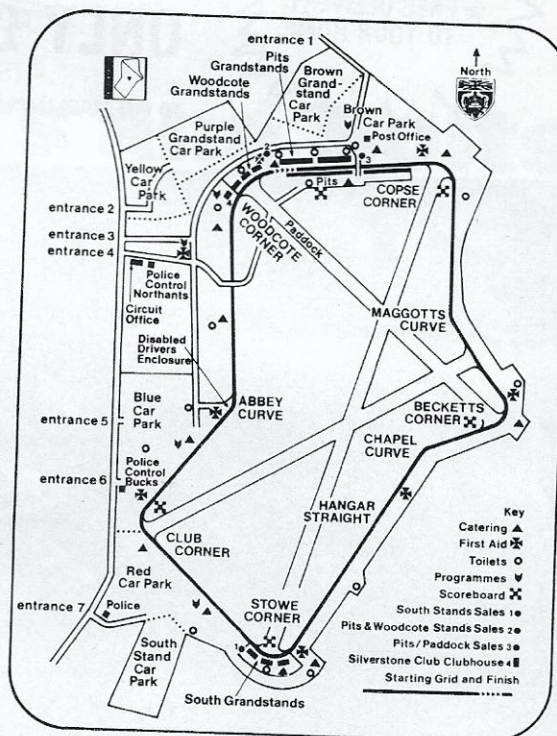 entrance 1
Pits
Grandstands
Woodcote
Grandstands
Brown
Grand-
stand
Car
Park
North
Purple
Grandstand
Car Park
Brown
Car Park
Post Office
2
3
Yellow
Car
Park
Pits
COPSE
CORNER
entrance 2
entrance 3
entrance 4
WOODCOTE
CORNER
Paddock
Police
Control
Northants
Circuit
Office
MAGGOTTS
CURVE
Disabled
Drivers
Enclosure
Blue
Car
Park
ABBEY
CURVE
BECKETTS
CORNER
entrance 5
CHAPEL
CURVE
entrance 6
Police
Control
Bucks
HANGAR
STRAIGHT
CLUB
CORNER
Red
Car Park
entrance 7
Police
STOWE
CORNER
1
South
Stand
Car
Park
South Grandstands
Key
Catering
First Aid
Toilets
Programmes
Scoreboard
South Stands Sales 1
Pits & Woodcote Stands Sales 2
Pits/Paddock Sales 3
Silverstone Club Clubhouse 4
Starting Grid and Finish